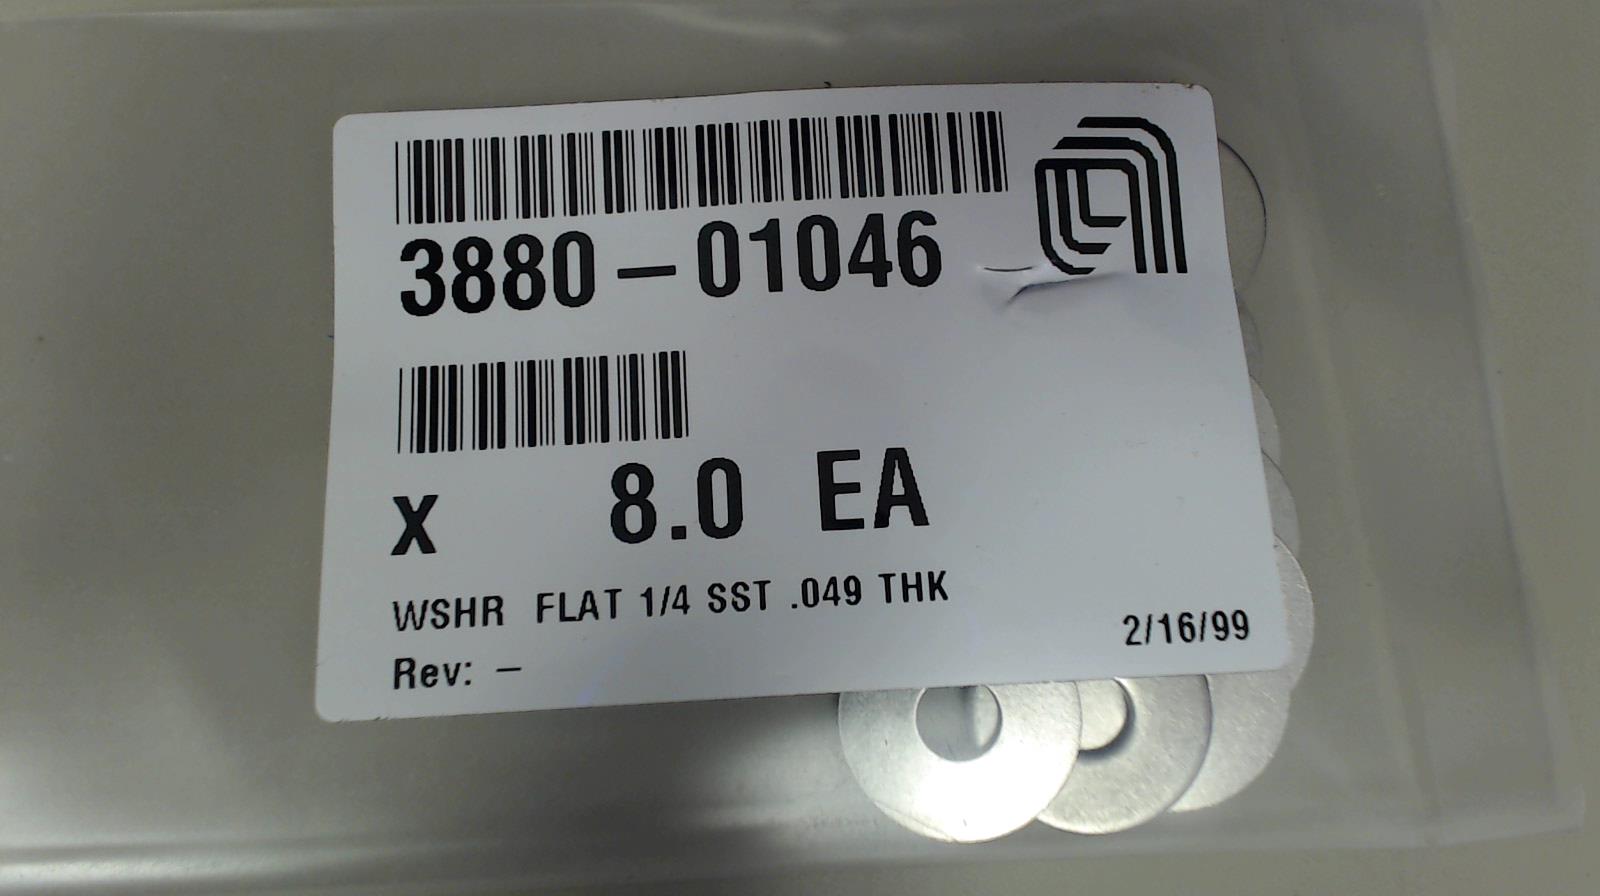 3880-01046
X 8.0 EA
WSHR FLAT 1/4 SST .049 THK
2/16/99
Rev: -